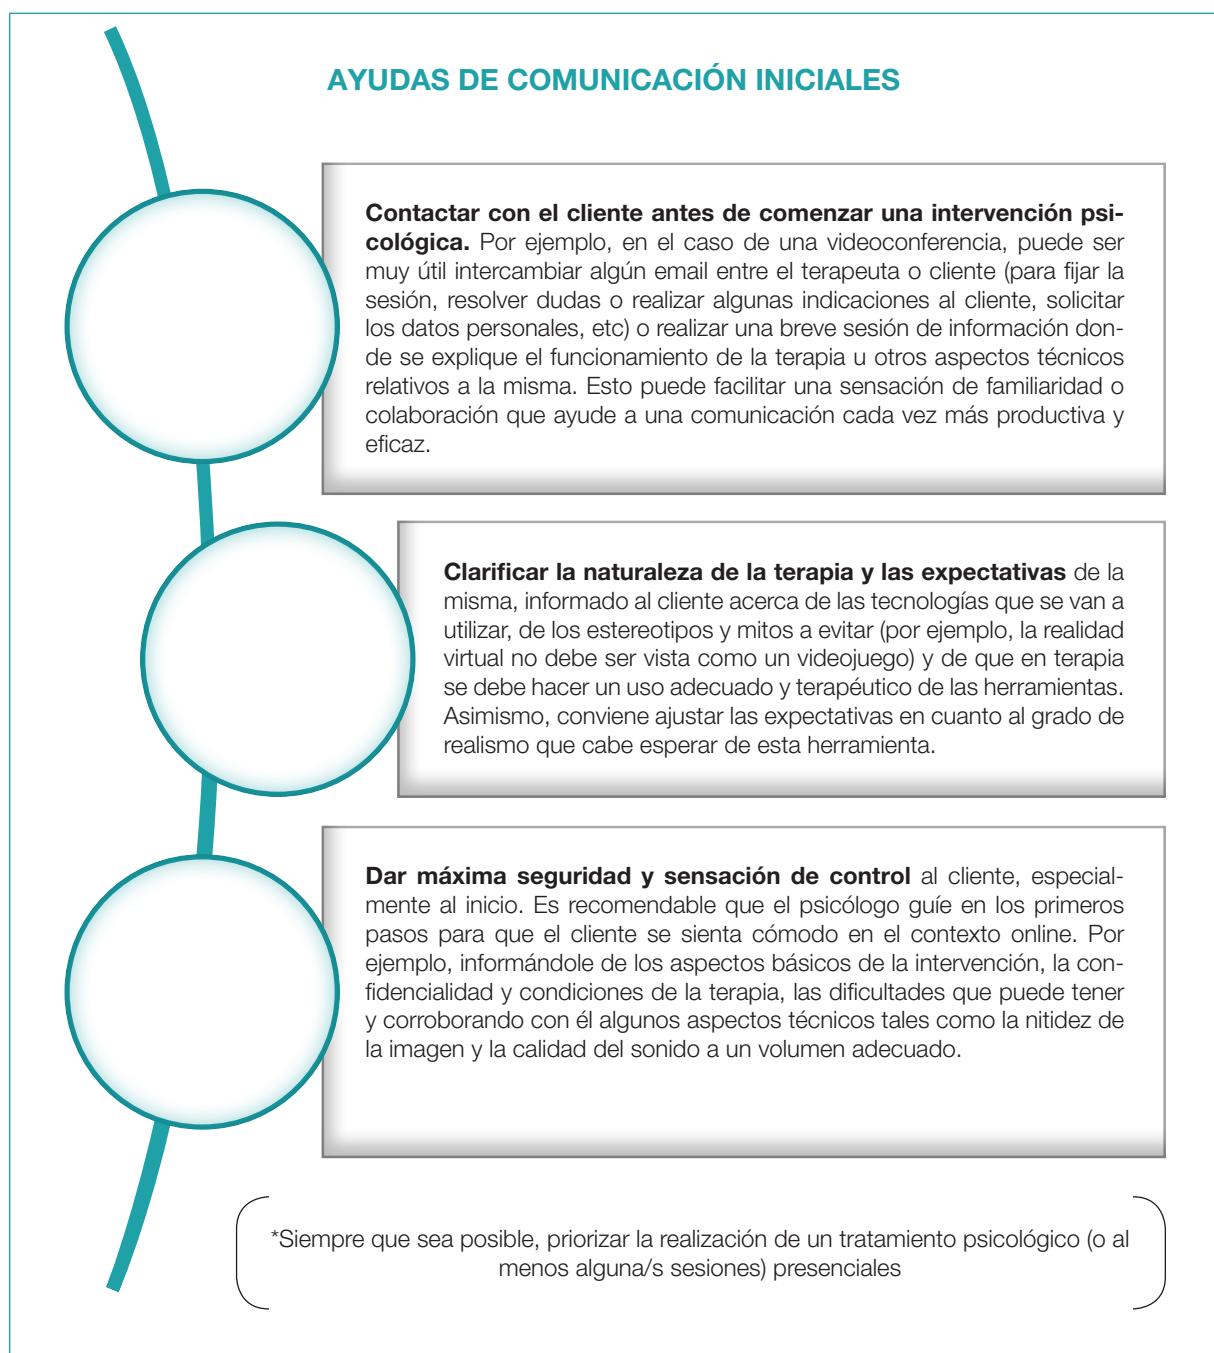 AYUDAS DE COMUNICACIÓN INICIALES
Contactar con el cliente antes de comenzar una intervención psi-
cológica. Por ejemplo, en el caso de una videoconferencia, puede ser
muy útil intercambiar algún email entre el terapeuta o cliente (para fijar la
sesión, resolver dudas o realizar algunas indicaciones al cliente, solicitar
los datos personales, etc) o realizar una breve sesión de información don-
de se explique el funcionamiento de la terapia u otros aspectos técnicos
relativos a la misma. Esto puede facilitar una sensación de familiaridad o
colaboración que ayude a una comunicación cada vez más productiva y
eficaz.
Clarificar la naturaleza de la terapia y las expectativas de la
misma, informado al cliente acerca de las tecnologías que se van a
utilizar, de los estereotipos y mitos a evitar (por ejemplo, la realidad
virtual no debe ser vista como un videojuego) y de que en terapia
se debe hacer un uso adecuado y terapéutico de las herramientas.
Asimismo, conviene ajustar las expectativas en cuanto al grado de
realismo que cabe esperar de esta herramienta.
Dar máxima seguridad y sensación de control al cliente, especial-
mente al inicio. Es recomendable que el psicólogo guíe en los primeros
pasos para que el cliente se sienta cómodo en el contexto online. Por
ejemplo, informándole de los aspectos básicos de la intervención, la con-
fidencialidad y condiciones de la terapia, las dificultades que puede tener
y corroborando con él algunos aspectos técnicos tales como la nitidez de
la imagen y la calidad del sonido a un volumen adecuado.
*Siempre que sea posible, priorizar la realización de un tratamiento psicológico (o al
menos alguna/s sesiones) presenciales